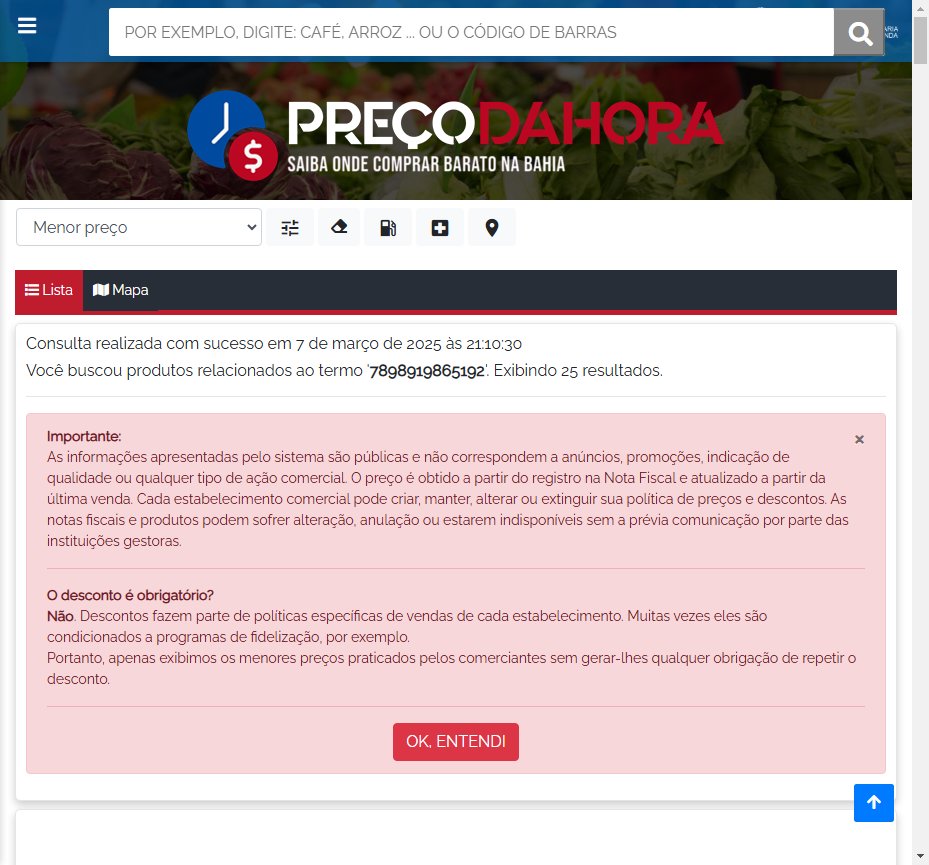 POR EXEMPLO, DIGITE: CAFÉ, ARROZ ... OU O CÓDIGO DE BARRAS
PREÇODAHORA
SAIBA ONDE COMPRAR BARATO NA BAHIA
Menor preço
Lista
Mapa
Consulta realizada com sucesso em 7 de março de 2025 às 21:10:30
Você buscou produtos relacionados ao termo '7898919865192'. Exibindo 25 resultados.
Importante:
×
As informações apresentadas pelo sistema são públicas e não correspondem a anúncios, promoções, indicação de
qualidade ou qualquer tipo de ação comercial. O preço é obtido a partir do registro na Nota Fiscal e atualizado a partir da
última venda. Cada estabelecimento comercial pode criar, manter, alterar ou extinguir sua política de preços e descontos. As
notas fiscais e produtos podem sofrer alteração, anulação ou estarem indisponíveis sem a prévia comunicação por parte das
instituições gestoras.
O desconto é obrigatório?
Não. Descontos fazem parte de políticas específicas de vendas de cada estabelecimento. Muitas vezes eles são
condicionados a programas de fidelização, por exemplo.
Portanto, apenas exibimos os menores preços praticados pelos comerciantes sem gerar-lhes qualquer obrigação de repetir o
desconto.
OK, ENTENDI